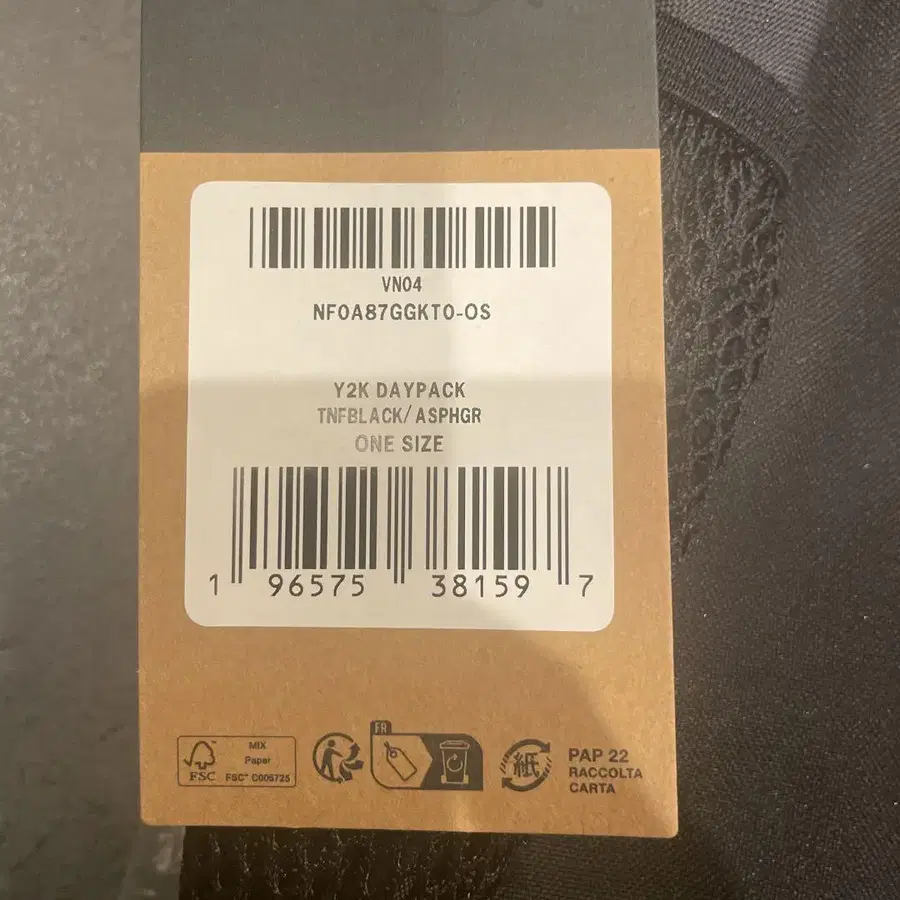 VN04
NF0A87GGKT0-OS
Y2K DAYPACK
TNFBLACK/ASPHGR
ONE SIZE
1 96575 38159 7
FSC
MIX
Paper
FSC™ C006725
FR
紙
PAP 22
RACCOLTA
CARTA